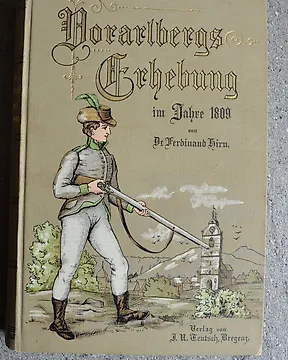 Vorarlbergs
Erhebung
im Jahre 1809
von
Dr Ferdinand Hirn.
Verlag von
J. N. Teutsch, Bregenz.